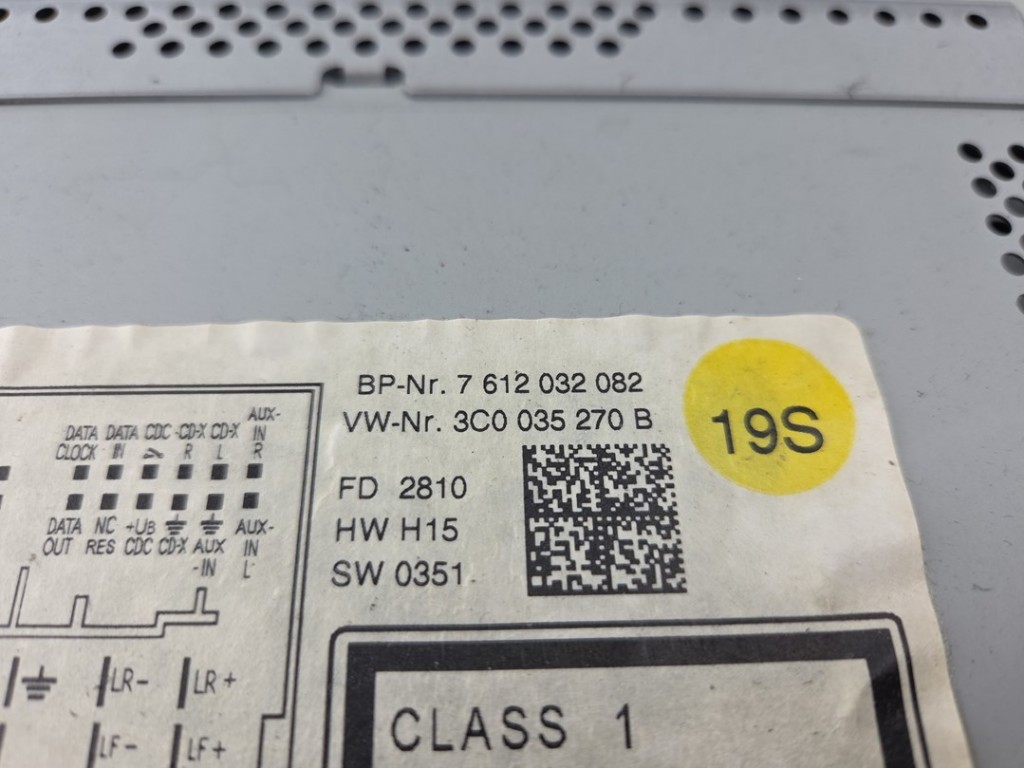 BP-Nr. 7 612 032 082
VW-Nr. 3C0 035 270 B
19S
FD 2810
HW H15
SW 0351
DATA CLOCK
DATA IN
CDC
CD-X R
CD-X L
AUX-IN R
DATA OUT
NC RES
+UB CDC
CD-X
AUX-IN
AUX-IN L
LR-
LR+
LF-
LF+
CLASS 1